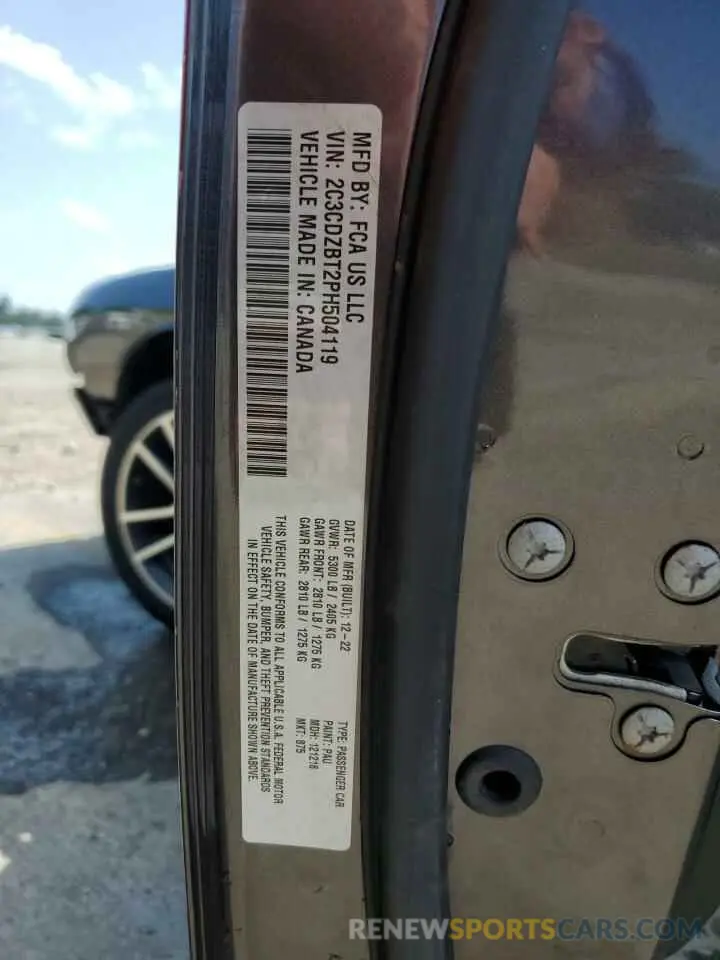 MFD BY: FCA US LLC
VIN: 2C3CDZBT2PH504119
VEHICLE MADE IN: CANADA
DATE OF MFR (BUILT): 12-22
GVWR: 5300 LB / 2405 KG
GAWR FRONT: 2810 LB / 1275 KG
GAWR REAR: 2810 LB / 1275 KG
THIS VEHICLE CONFORMS TO ALL APPLICABLE U.S.A. FEDERAL MOTOR
VEHICLE SAFETY, BUMPER, AND THEFT PREVENTION STANDARDS
IN EFFECT ON THE DATE OF MANUFACTURE SHOWN ABOVE.
TYPE: PASSENGER CAR
PAINT: PAU
MDH: 121218
MKT: 875
RENEWSPORTSCARS.COM